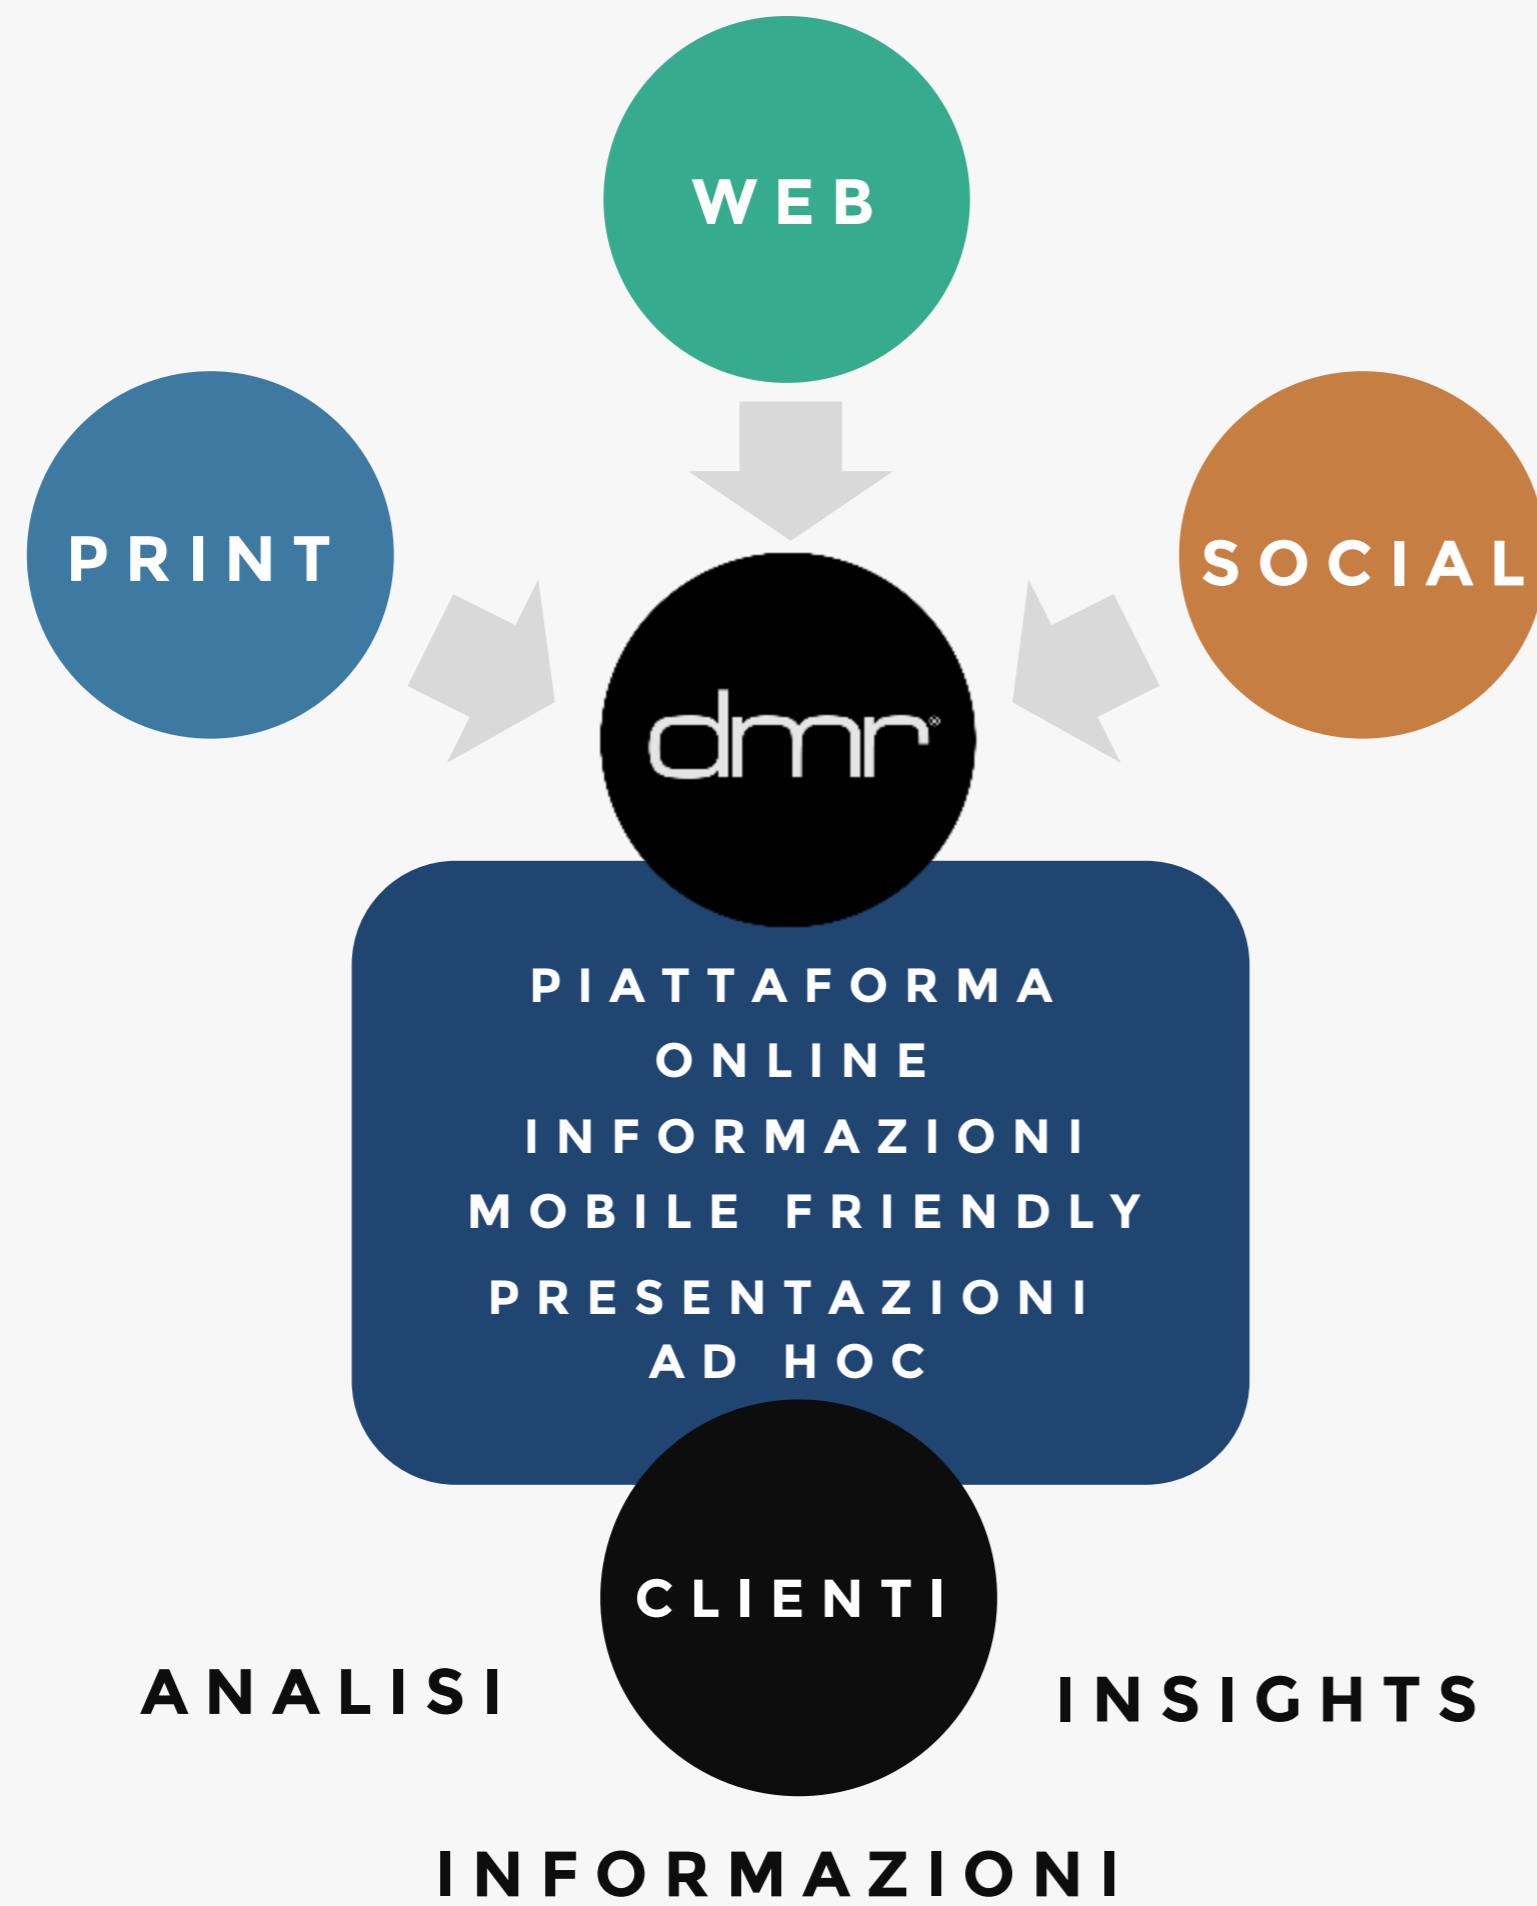 WEB
PRINT
SOCIAL
dmr®
PIATTAFORMA
ONLINE
INFORMAZIONI
MOBILE FRIENDLY
PRESENTAZIONI
AD HOC
CLIENTI
ANALISI
INSIGHTS
INFORMAZIONI